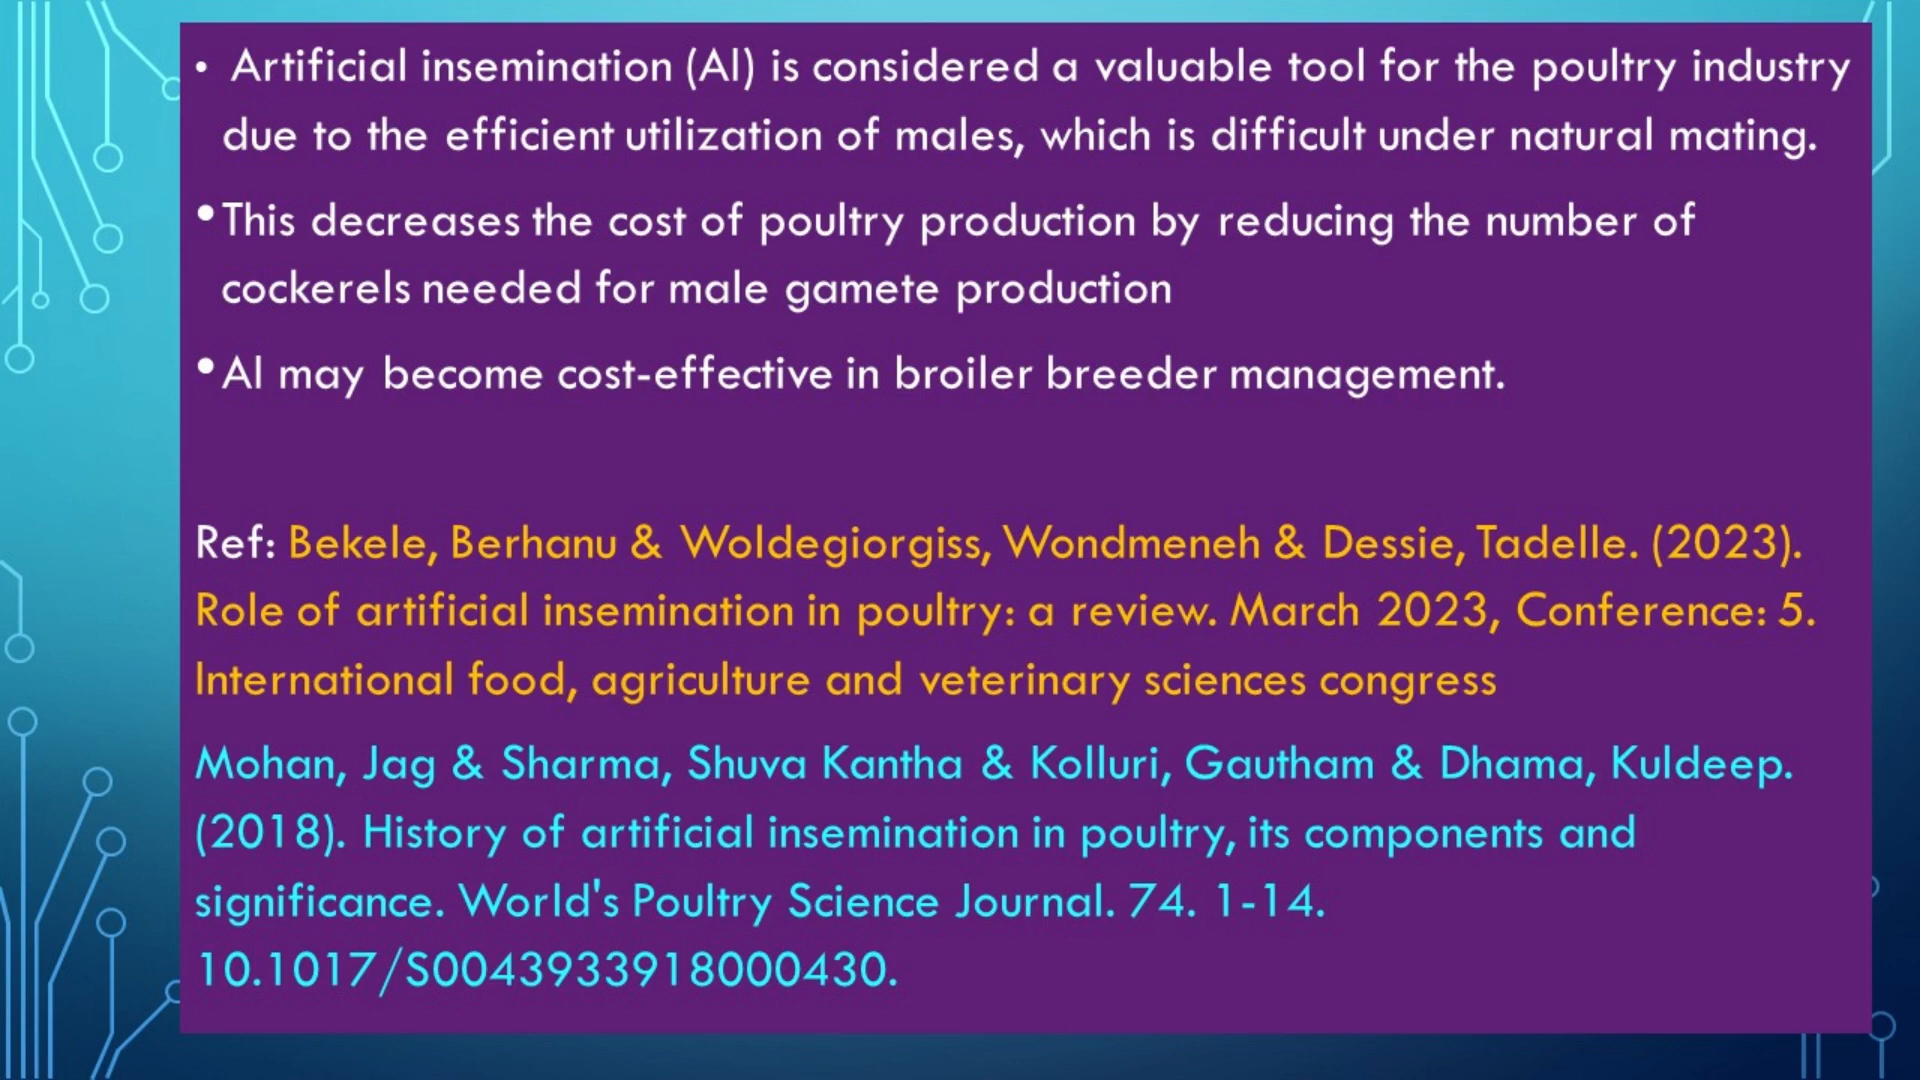 • Artificial insemination (AI) is considered a valuable tool for the poultry industry
due to the efficient utilization of males, which is difficult under natural mating.
•This decreases the cost of poultry production by reducing the number of
cockerels needed for male gamete production
•AI may become cost-effective in broiler breeder management.
Ref: Bekele, Berhanu & Woldegiorgiss, Wondmeneh & Dessie, Tadelle. (2023).
Role of artificial insemination in poultry: a review. March 2023, Conference: 5.
International food, agriculture and veterinary sciences congress
Mohan, Jag & Sharma, Shuva Kantha & Kolluri, Gautham & Dhama, Kuldeep.
(2018). History of artificial insemination in poultry, its components and
significance. World's Poultry Science Journal. 74. 1-14.
10.1017/S0043933918000430.